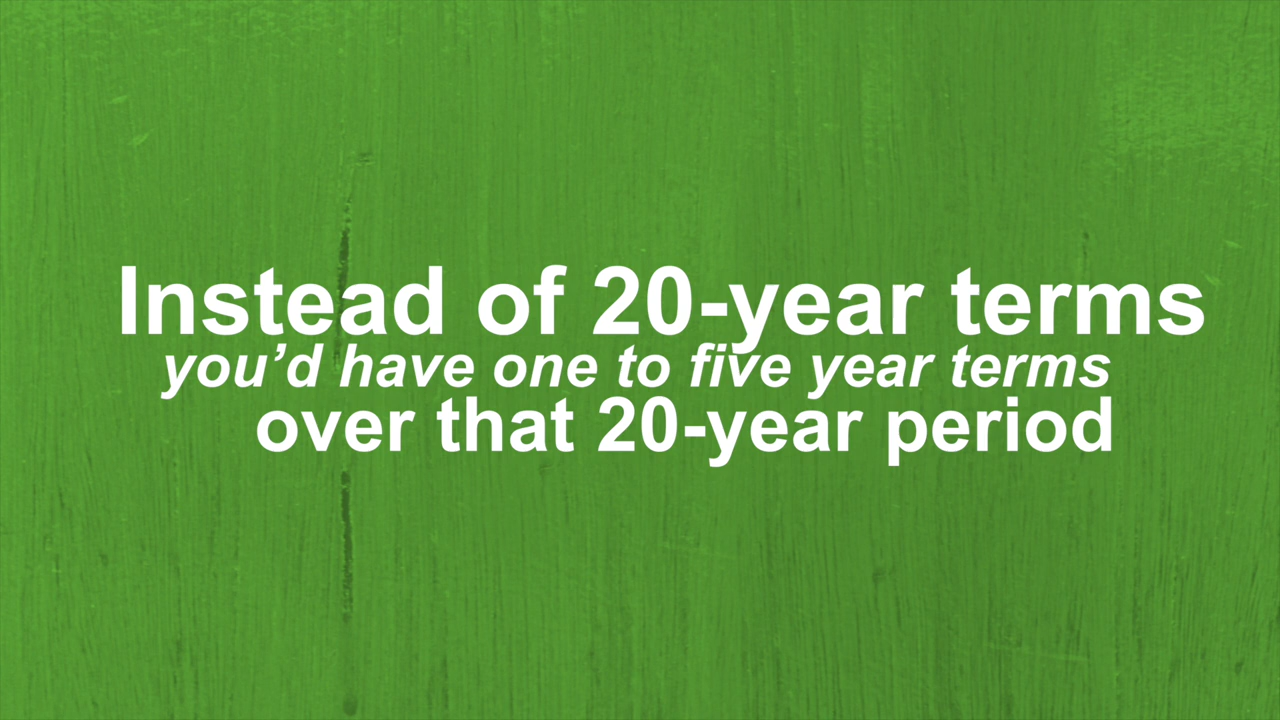 Instead of 20-year terms
you’d have one to five year terms
over that 20-year period